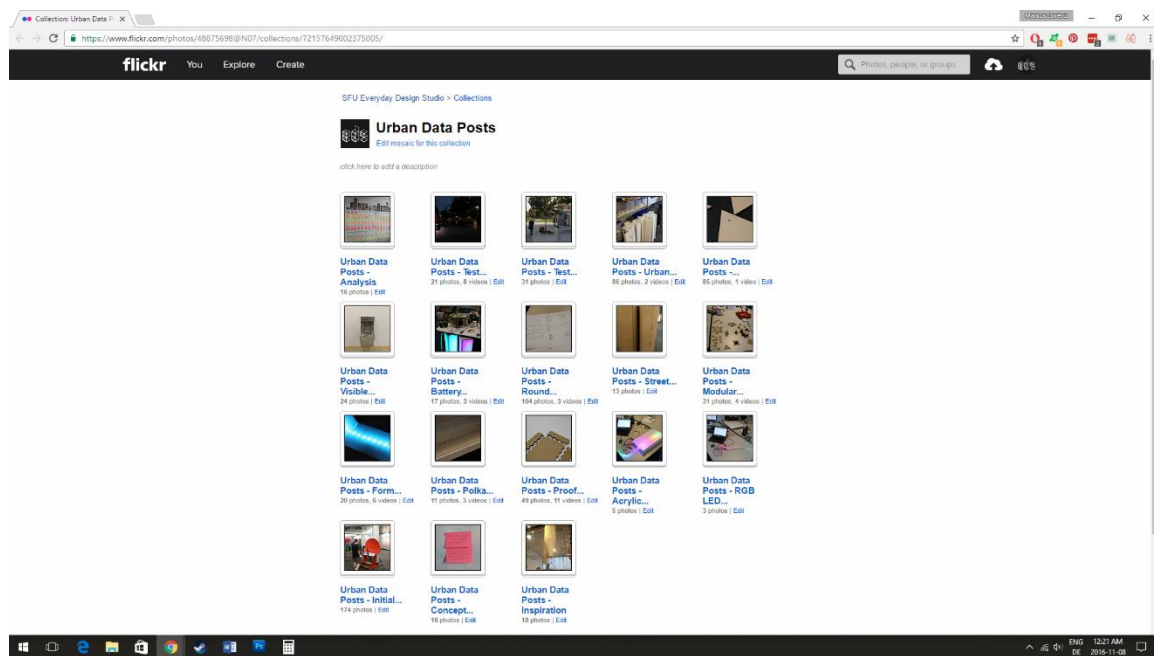 Collection: Urban Data P
https://www.flickr.com/photos/48875698@N07/collections/72157649002375005/
flickr You Explore Create
Photos, people, or groups
SFU Everyday Design Studio > Collections
Urban Data Posts
Edit mosaic for this collection
click here to add a description
Urban Data Posts - Analysis
16 photos | Edit
Urban Data Posts - Test...
21 photos, 8 videos | Edit
Urban Data Posts - Test...
31 photos | Edit
Urban Data Posts - Urban...
88 photos, 2 videos | Edit
Urban Data Posts -...
85 photos, 1 video | Edit
Urban Data Posts - Visible...
24 photos | Edit
Urban Data Posts - Battery...
17 photos, 3 videos | Edit
Urban Data Posts - Round...
104 photos, 3 videos | Edit
Urban Data Posts - Street...
13 photos | Edit
Urban Data Posts - Modular...
31 photos, 4 videos | Edit
Urban Data Posts - Form...
20 photos, 6 videos | Edit
Urban Data Posts - Polka...
11 photos, 3 videos | Edit
Urban Data Posts - Proof...
49 photos, 11 videos | Edit
Urban Data Posts - Acrylic...
5 photos | Edit
Urban Data Posts - RGB LED...
3 photos | Edit
Urban Data Posts - Initial...
174 photos | Edit
Urban Data Posts - Concept...
16 photos | Edit
Urban Data Posts - Inspiration
18 photos | Edit
ENG 12:21 AM
DE 2016-11-08